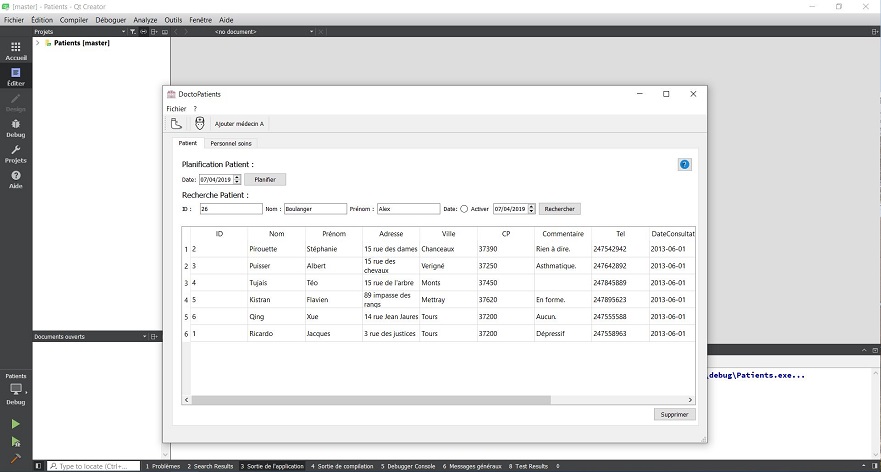 [master] - Patients - Qt Creator
Fichier Édition Compiler Déboguer Analyze Outils Fenêtre Aide
Projets <no document>
Accueil
Éditer
Design
Debug
Projets
Aide
Patients [master]
DoctoPatients
Fichier ?
Ajouter médecin A
Patient Personnel soins
Planification Patient :
?
Date: 07/04/2019 Planifier
Recherche Patient :
ID : 26 Nom : Boulanger Prénom : Alex Date: Activer 07/04/2019 Rechercher
ID Nom Prénom Adresse Ville CP Commentaire Tel DateConsultat
1 2 Pirouette Stéphanie 15 rue des dames Chanceaux 37390 Rien à dire. 247542942 2013-06-01
2 3 Puisser Albert 15 rue des chevaux Verigné 37250 Asthmatique. 247642892 2013-06-01
3 4 Tujais Téo 15 rue de l'arbre Monts 37450 247845889 2013-06-01
4 5 Kistran Flavien 89 impasse des rangs Mettray 37620 En forme. 247895623 2013-06-01
5 6 Qing Xue 14 rue Jean Jaures Tours 37200 Aucun. 247555588 2013-06-01
6 1 Ricardo Jacques 3 rue des justices Tours 37200 Dépressif 247558963 2013-06-01
Supprimer
Documents ouverts
\debug\Patients.exe...
Patients
Debug
Type to locate (Ctrl+... 1 Problèmes 2 Search Results 3 Sortie de l'application 4 Sortie de compilation 5 Debugger Console 6 Messages généraux 8 Test Results